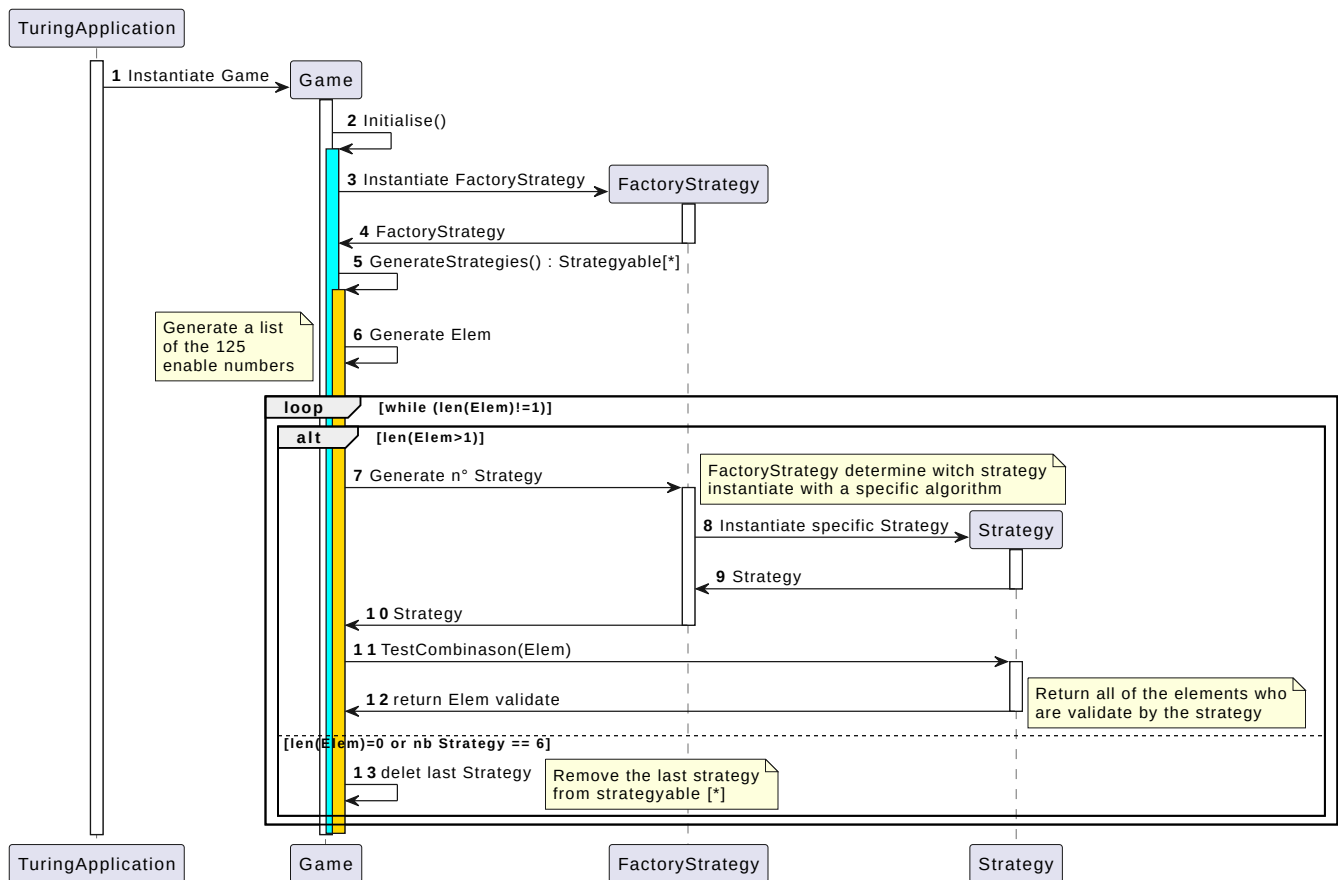 TuringApplication
1 Instantiate Game
Game
2 Initialise()
3 Instantiate FactoryStrategy
FactoryStrategy
4 FactoryStrategy
5 GenerateStrategies() : Strategyable[*]
Generate a list
of the 125
enable numbers
6 Generate Elem
loop [while (len(Elem)!=1)]
alt [len(Elem>1)]
7 Generate n° Strategy
FactoryStrategy determine witch strategy
instantiate with a specific algorithm
8 Instantiate specific Strategy
Strategy
9 Strategy
10 Strategy
11 TestCombinason(Elem)
12 return Elem validate
Return all of the elements who
are validate by the strategy
[len(Elem)=0 or nb Strategy == 6]
13 delet last Strategy
Remove the last strategy
from strategyable [*]
TuringApplication
Game
FactoryStrategy
Strategy